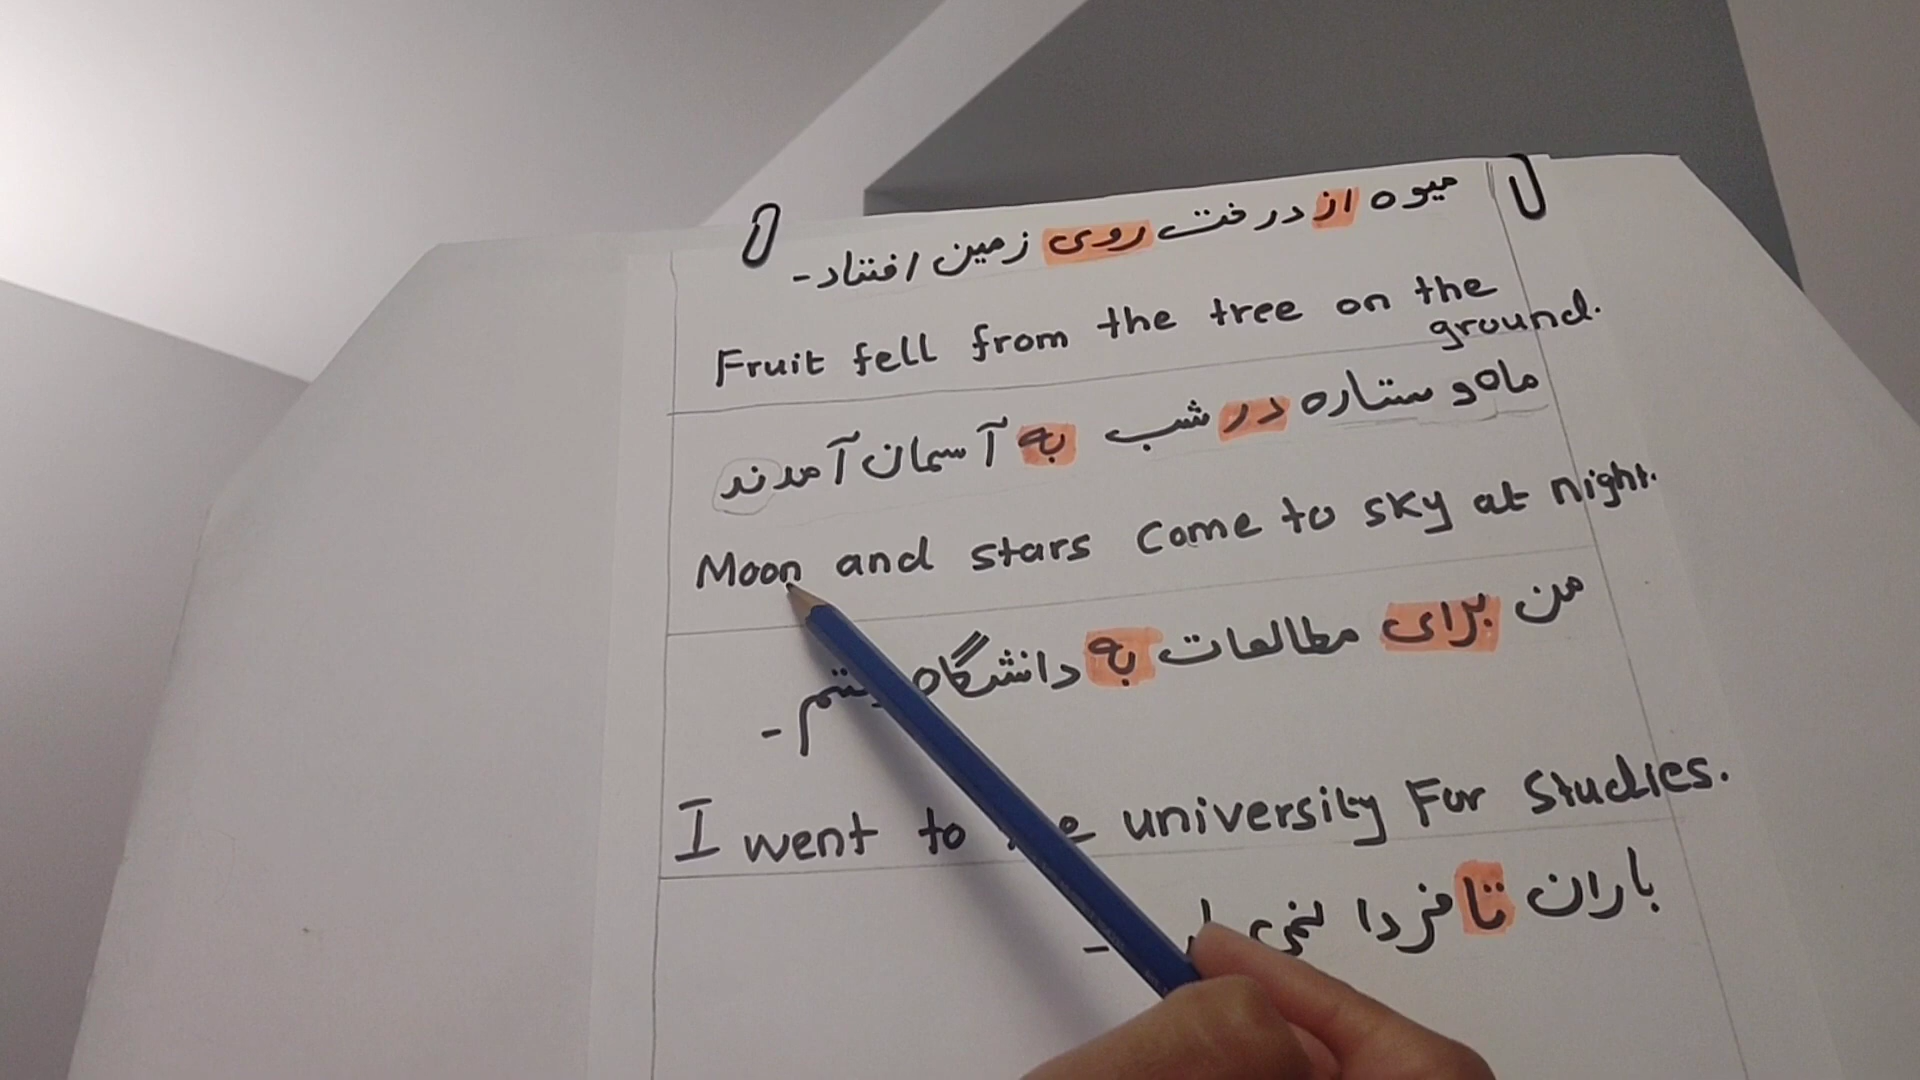 میوه از درخت روی زمین افتاد-
Fruit fell from the tree on the
ground.
ماه و ستاره در شب به آسمان آمدند
Moon and stars come to sky at night.
من برای مطالعات به دانشگاه
I went to university For studies.
باران تا فردا